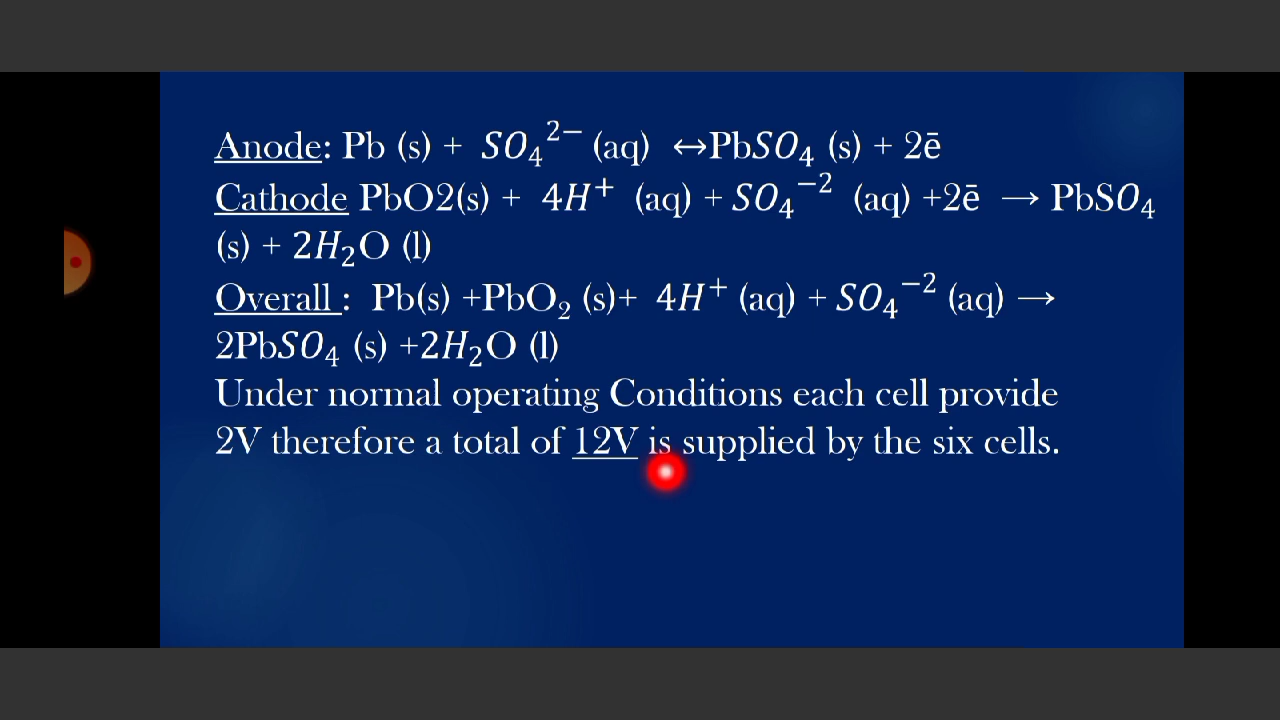 Anode: Pb (s) + SO₄²⁻ (aq) ↔PbSO₄ (s) + 2ē
Cathode PbO2(s) + 4H⁺ (aq) + SO₄⁻² (aq) +2ē → PbSO₄
(s) + 2H₂O (l)
Overall : Pb(s) +PbO₂ (s)+ 4H⁺ (aq) + SO₄⁻² (aq) →
2PbSO₄ (s) +2H₂O (l)
Under normal operating Conditions each cell provide
2V therefore a total of 12V is supplied by the six cells.